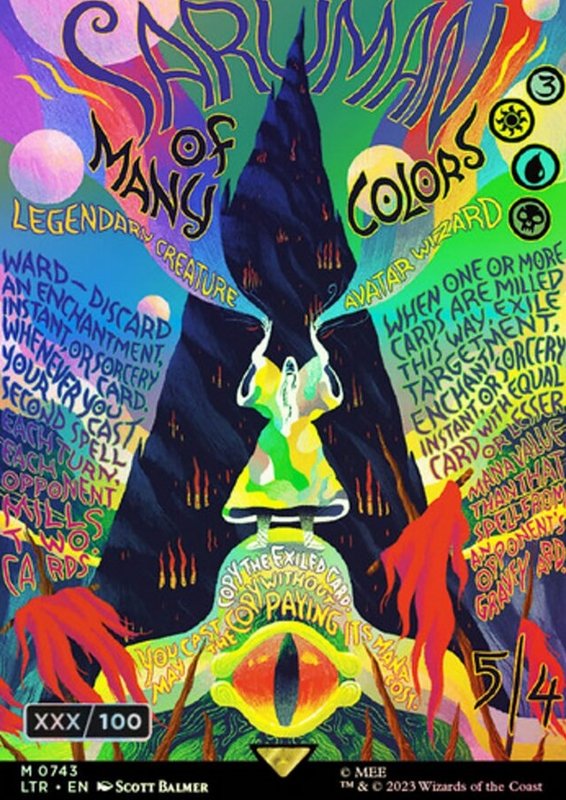 SARUMAN
OF
MANY COLORS
3
LEGENDARY CREATURE
AVATAR WIZARD
WARD — DISCARD
AN ENCHANTMENT,
INSTANT, OR SORCERY
CARD.
WHENEVER YOU
CAST
YOUR
SECOND SPELL
EACH TURN,
EACH OPPONENT
MILLS
TWO
CARDS.
WHEN ONE OR MORE
CARDS ARE MILLED
THIS WAY, EXILE
TARGET
ENCHANTMENT,
INSTANT, OR SORCERY
CARD WITH EQUAL
OR LESSER
MANA VALUE
THAN THAT
SPELL FROM
AN OPPONENT'S
GRAVEYARD.
COPY THE EXILED CARD.
YOU MAY CAST THE COPY WITHOUT PAYING ITS MANA COST.
5/4
XXX/100
M 0743
LTR • EN SCOTT BALMER
© MEE
™ & © 2023 Wizards of the Coast